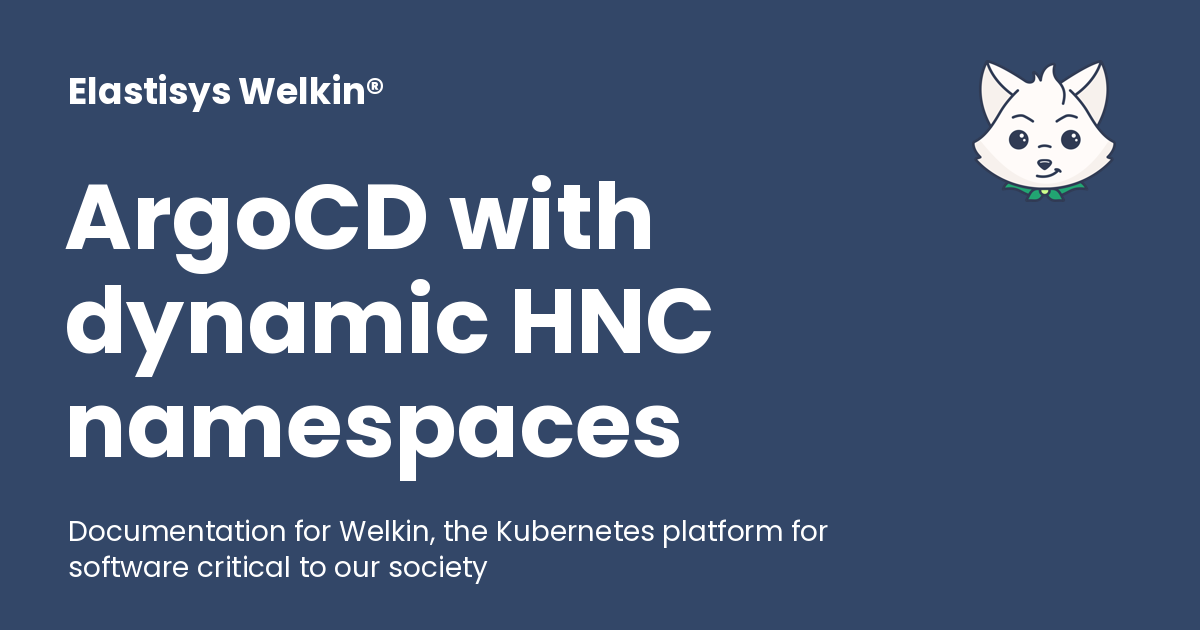 Elastisys Welkin®
ArgoCD with
dynamic HNC
namespaces
Documentation for Welkin, the Kubernetes platform for
software critical to our society